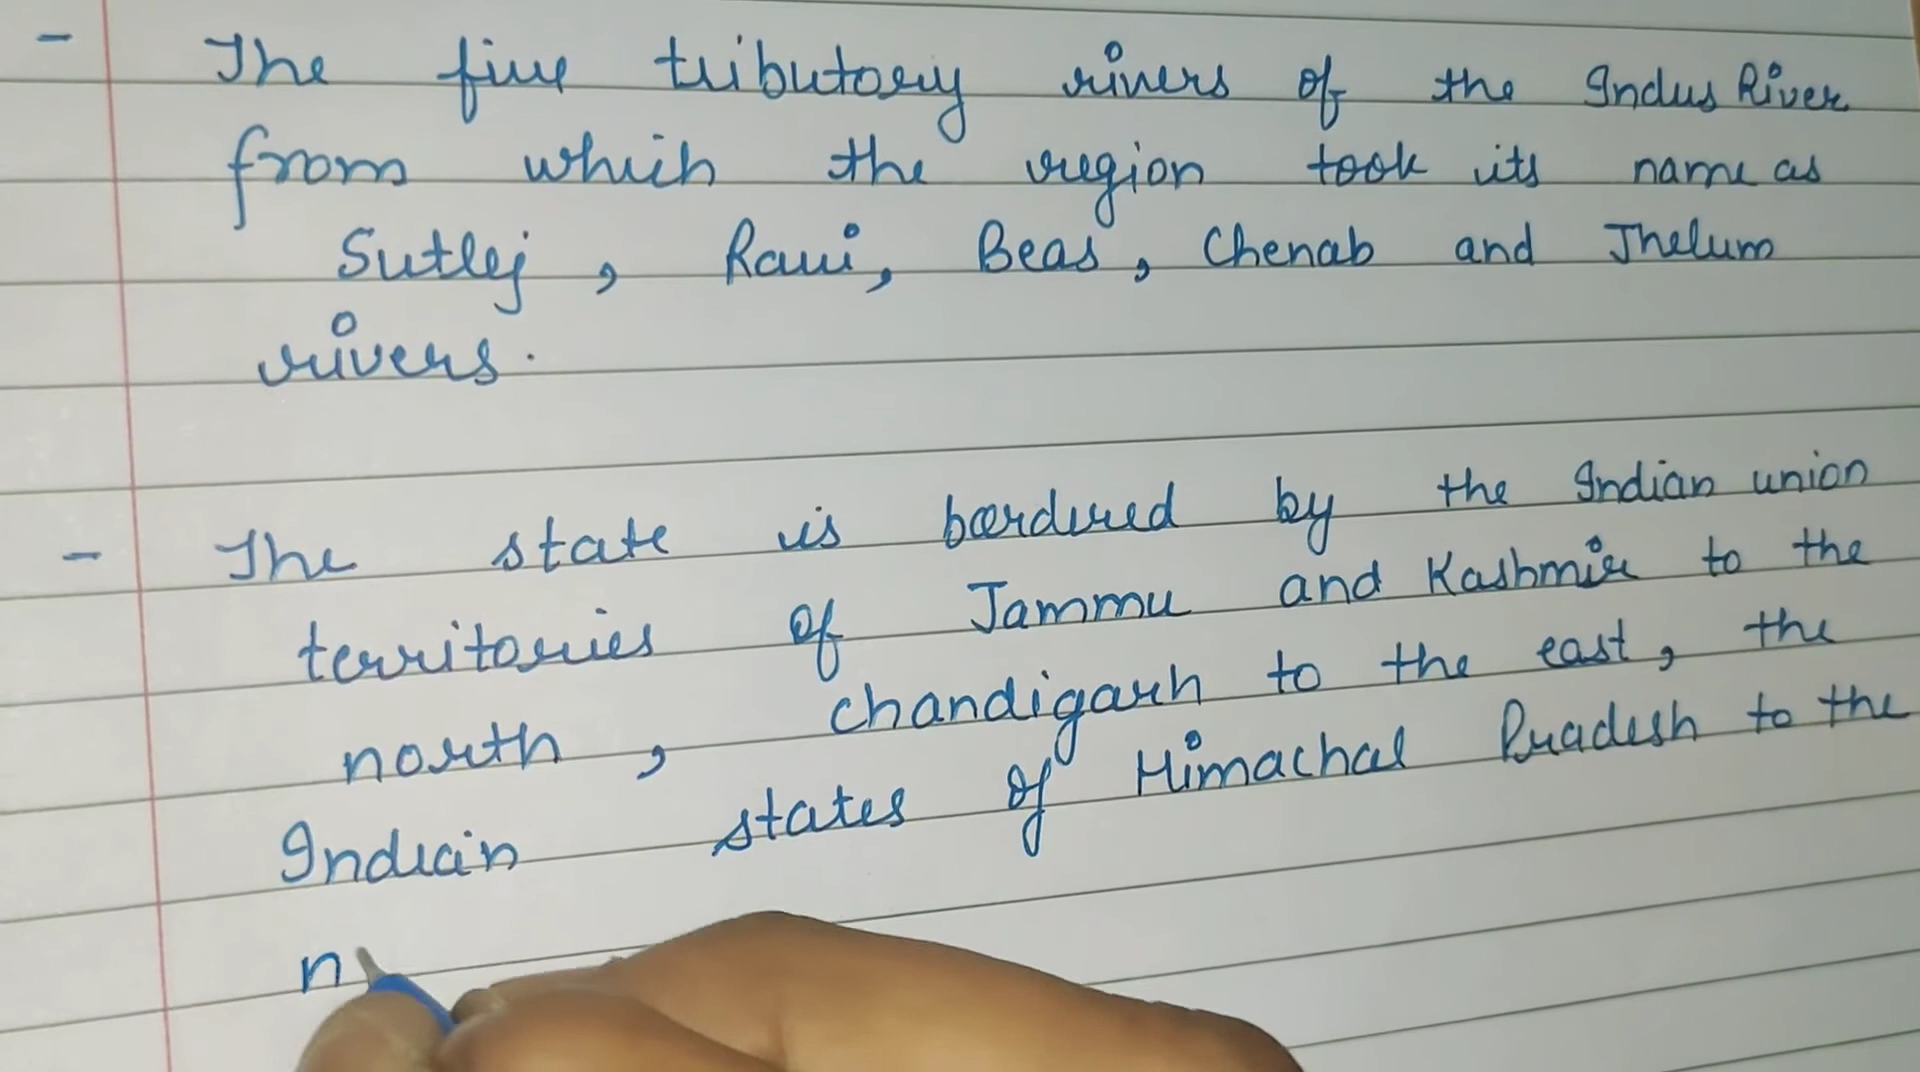 - The five tributory rivers of the Indus River
from which the region took its name as
Sutlej, Ravi, Beas, Chenab and Jhelum
rivers.
- The state is bordered by the Indian union
territories of Jammu and Kashmir to the
north, chandigarh to the east, the
Indian states of Himachal Pradesh to the
n